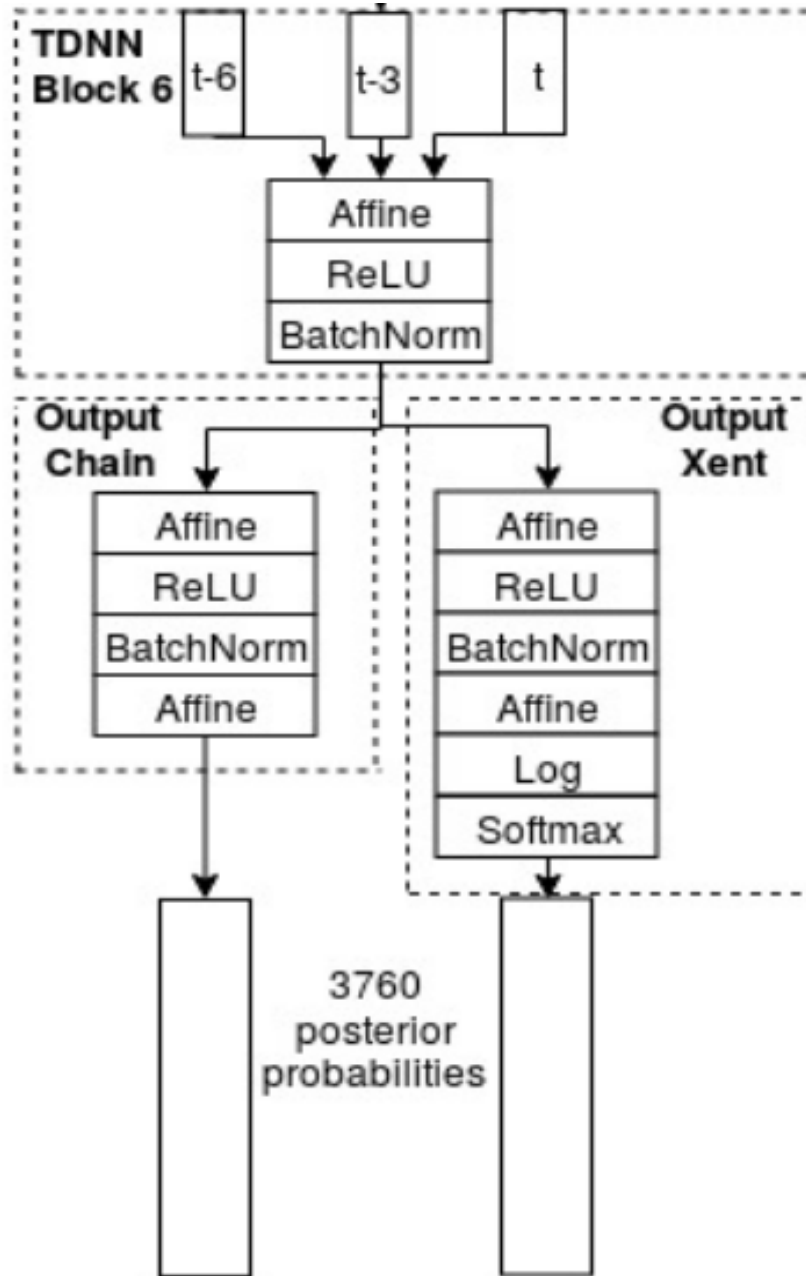 TDNN
Block 6
t-6
t-3
t
Affine
ReLU
BatchNorm
Output
Chain
Affine
ReLU
BatchNorm
Affine
Output
Xent
Affine
ReLU
BatchNorm
Affine
Log
Softmax
3760
posterior
probabilities